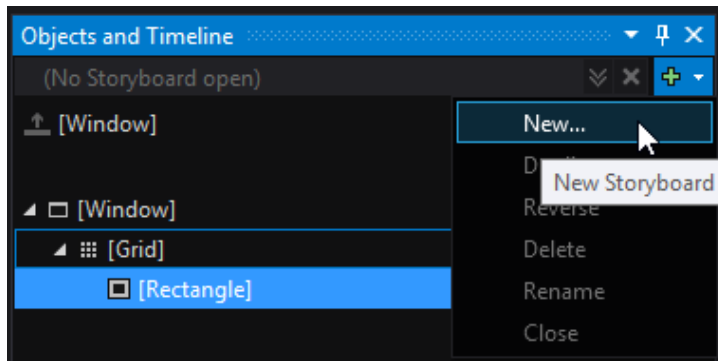 Objects and Timeline
(No Storyboard open)
[Window]
New...
New Storyboard
[Window]
Reverse
[Grid]
Delete
[Rectangle]
Rename
Close